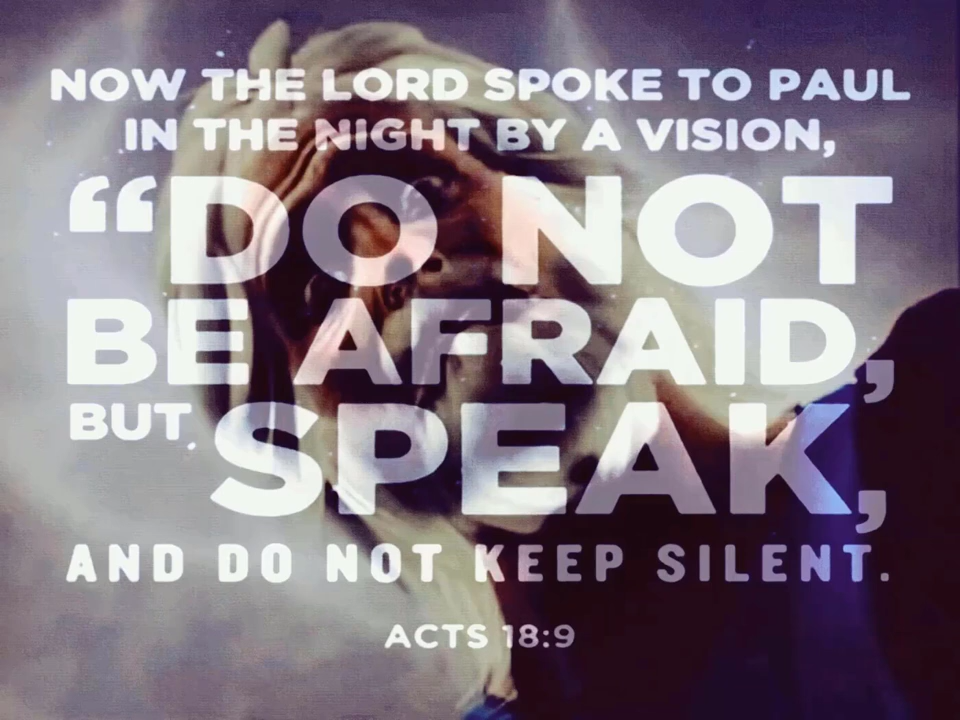 NOW THE LORD SPOKE TO PAUL
IN THE NIGHT BY A VISION,
“DO NOT
BE AFRAID,
BUT SPEAK,
AND DO NOT KEEP SILENT.
ACTS 18:9